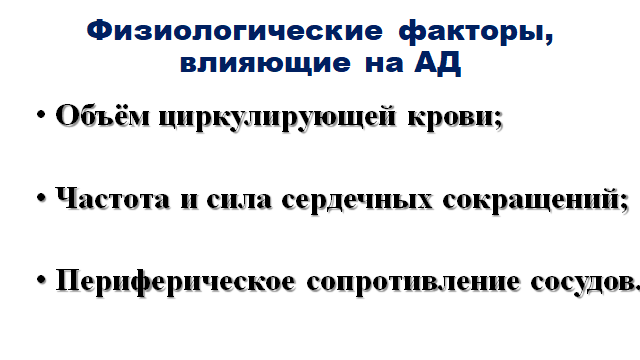 Физиологические факторы,
влияющие на АД
• Объём циркулирующей крови;
• Частота и сила сердечных сокращений;
• Периферическое сопротивление сосудов.